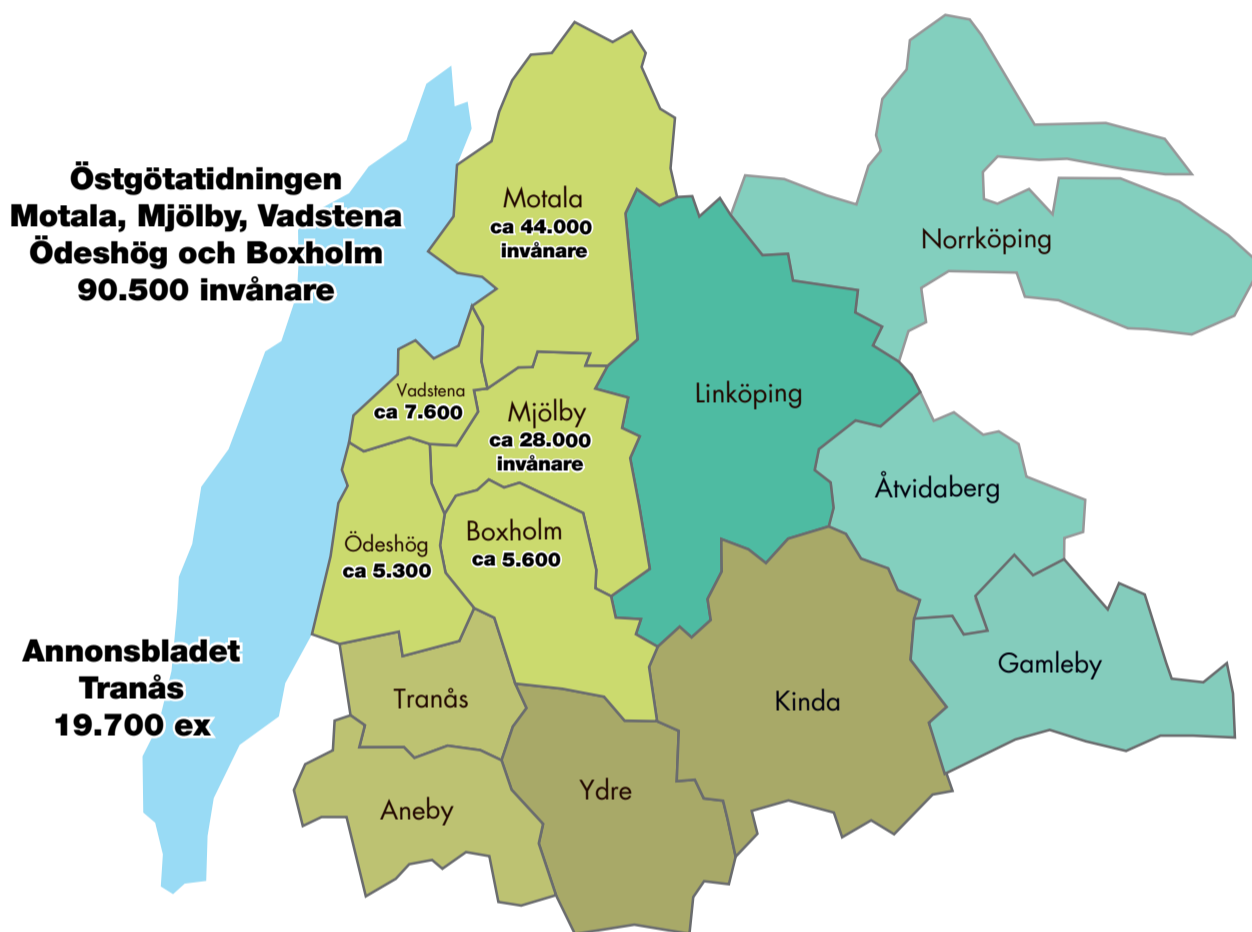 Östgötatidningen
Motala, Mjölby, Vadstena
Ödeshög och Boxholm
90.500 invånare
Motala
ca 44.000
invånare
Norrköping
Vadstena
ca 7.600
Mjölby
ca 28.000
invånare
Linköping
Åtvidaberg
Ödeshög
ca 5.300
Boxholm
ca 5.600
Annonsbladet
Tranås
19.700 ex
Tranås
Kinda
Gamleby
Aneby
Ydre